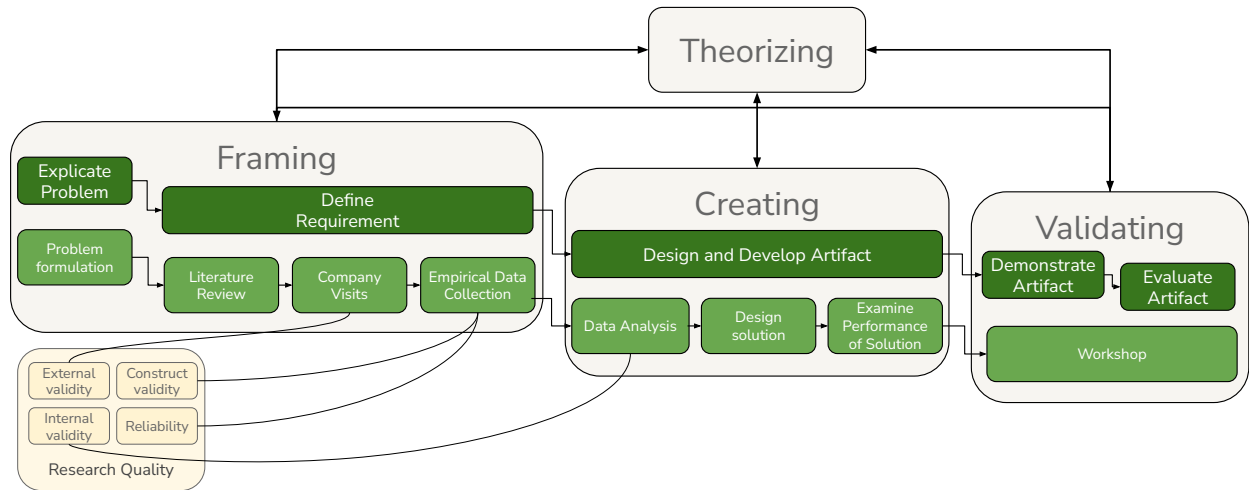 Theorizing
Framing
Explicate
Problem
Define
Requirement
Problem
formulation
Literature
Review
Company
Visits
Empirical Data
Collection
Creating
Design and Develop Artifact
Data Analysis
Design
solution
Examine
Performance
of Solution
Validating
Demonstrate
Artifact
Evaluate
Artifact
Workshop
External
validity
Construct
validity
Internal
validity
Reliability
Research Quality